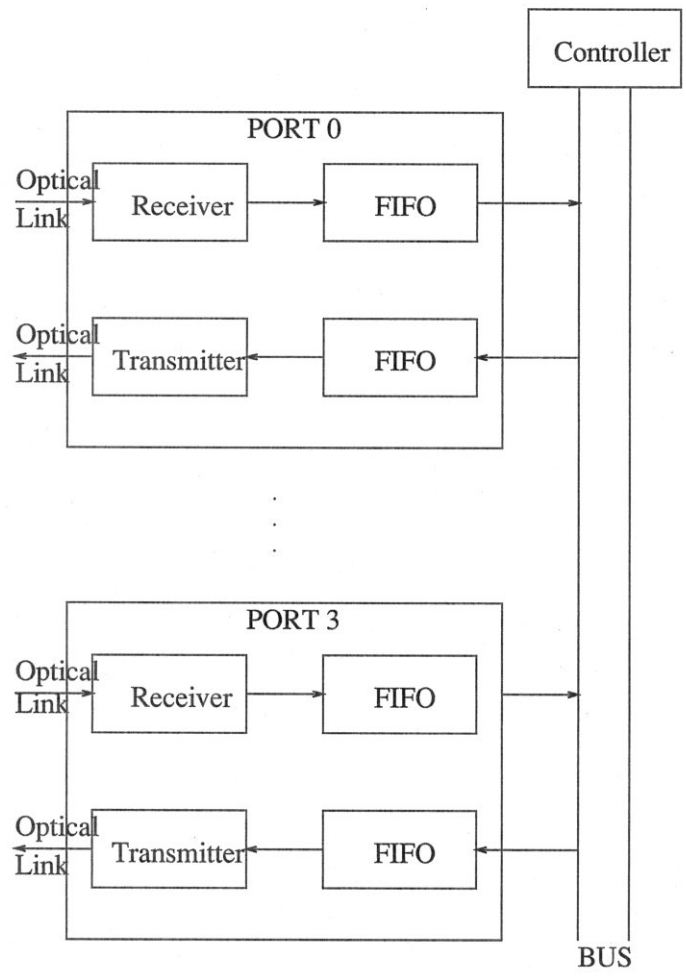 Controller
PORT 0
Optical
Link
Receiver
FIFO
Optical
Link
Transmitter
FIFO
.
.
.
PORT 3
Optical
Link
Receiver
FIFO
Optical
Link
Transmitter
FIFO
BUS